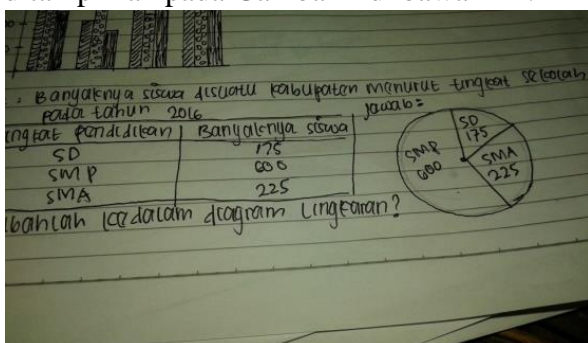 . Banyaknya siswa disuatu kabupaten menurut tingkat sekolah
pada tahun 2016
Jawab:
ingkat pendidikan | Banyaknya siswa
SD 175
SMP 600
SMA 225
ubahlah kedalam diagram lingkaran?
SD
175
SMP
600
SMA
225